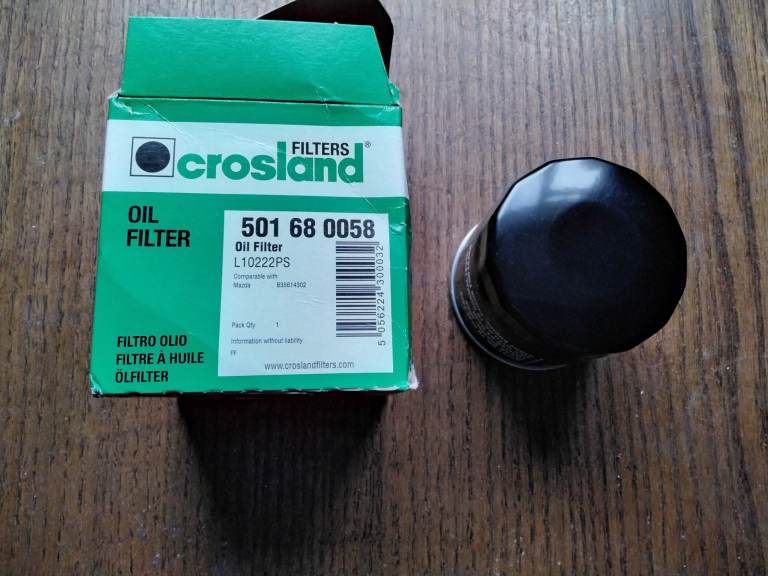 FILTERS ®
crosland
OIL
FILTER
501 68 0058
Oil Filter
L10222PS
Comparable with
Mazda B35614302
Pack Qty 1
Information without liability
FF
www.croslandfilters.com
5 056224 300032
FILTRO OLIO
FILTRE À HUILE
ÖLFILTER